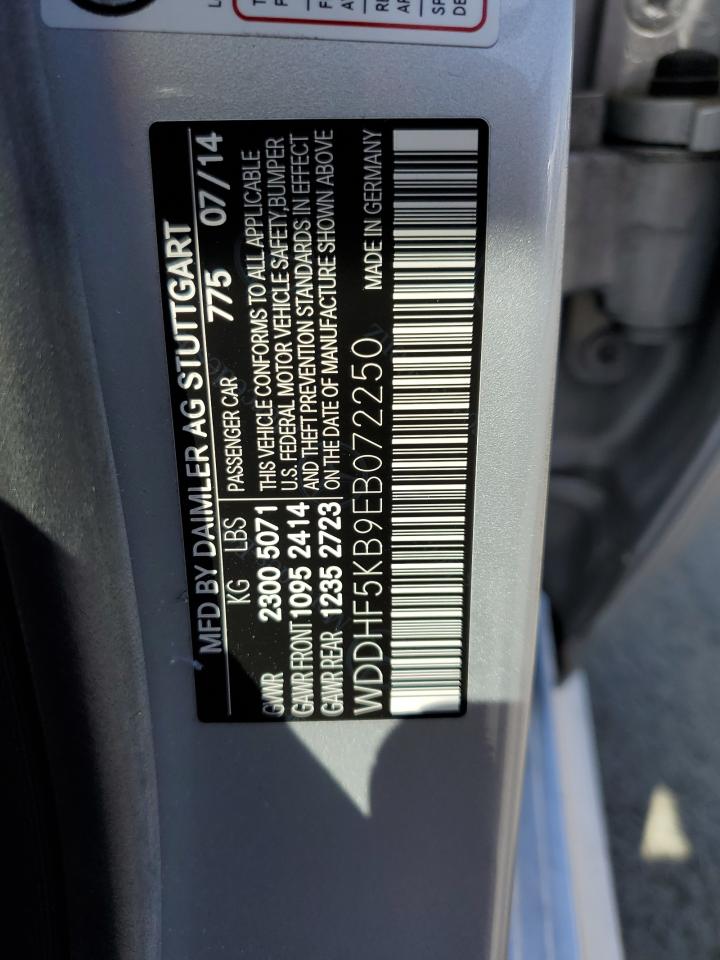 MFD BY DAIMLER AG STUTTGART
KG LBS PASSENGER CAR 775 07/14
GVWR 2300 5071 THIS VEHICLE CONFORMS TO ALL APPLICABLE
GAWR FRONT 1095 2414 U.S. FEDERAL MOTOR VEHICLE SAFETY, BUMPER
GAWR REAR 1235 2723 AND THEFT PREVENTION STANDARDS IN EFFECT
ON THE DATE OF MANUFACTURE SHOWN ABOVE
WDDHF5KB9EB072250 MADE IN GERMANY